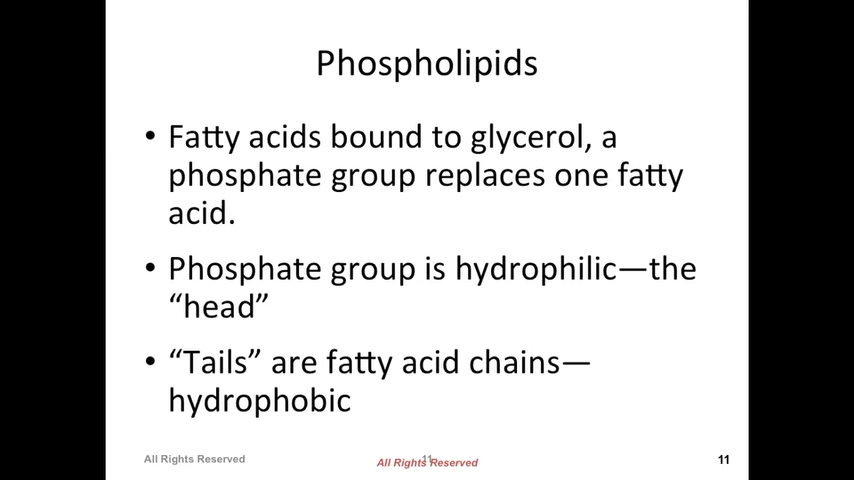 Phospholipids
• Fatty acids bound to glycerol, a
phosphate group replaces one fatty
acid.
• Phosphate group is hydrophilic—the
“head”
• “Tails” are fatty acid chains—
hydrophobic
All Rights Reserved
11
All Rights Reserved
11